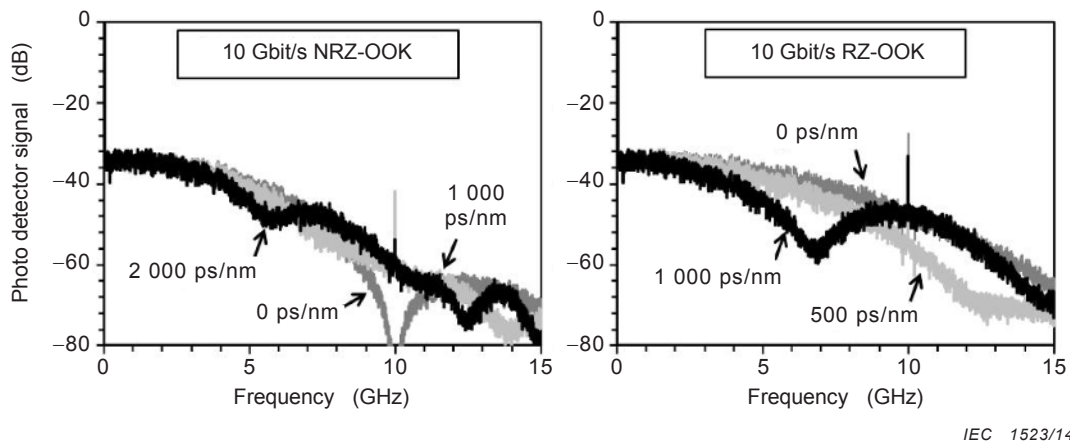 10 Gbit/s NRZ-OOK
Photo detector signal (dB)
0
–20
–40
–60
–80
2 000 ps/nm
0 ps/nm
1 000
ps/nm
0
5
10
15
Frequency (GHz)
10 Gbit/s RZ-OOK
0
–20
–40
–60
–80
0 ps/nm
1 000 ps/nm
500 ps/nm
0
5
10
15
Frequency (GHz)
IEC 1523/14